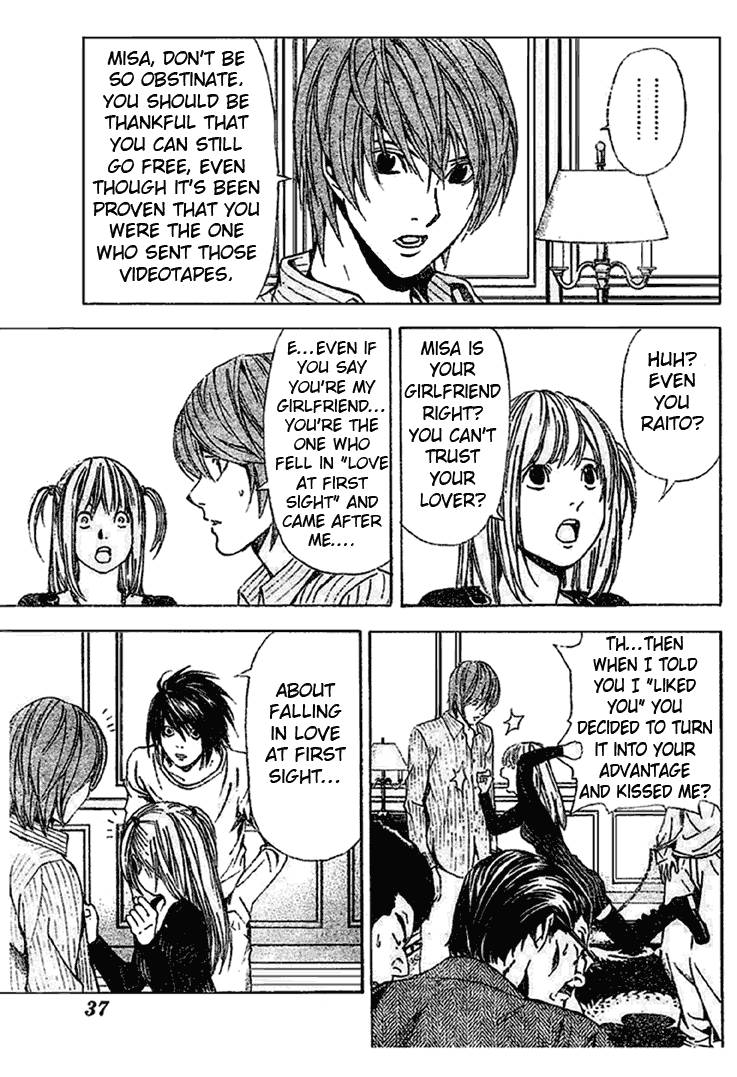 .........
MISA, DON'T BE
SO OBSTINATE.
YOU SHOULD BE
THANKFUL THAT
YOU CAN STILL
GO FREE, EVEN
THOUGH IT'S BEEN
PROVEN THAT YOU
WERE THE ONE
WHO SENT THOSE
VIDEOTAPES.
HUH?
EVEN
YOU
RAITO?
MISA IS
YOUR
GIRLFRIEND
RIGHT?
YOU CAN'T
TRUST
YOUR
LOVER?
E...EVEN IF
YOU SAY
YOU'RE MY
GIRLFRIEND...
YOU'RE THE
ONE WHO
FELL IN "LOVE
AT FIRST
SIGHT" AND
CAME AFTER
ME....
TH...THEN
WHEN I TOLD
YOU I "LIKED
YOU" YOU
DECIDED TO TURN
IT INTO YOUR
ADVANTAGE
AND KISSED ME?
ABOUT
FALLING
IN LOVE
AT FIRST
SIGHT...
37